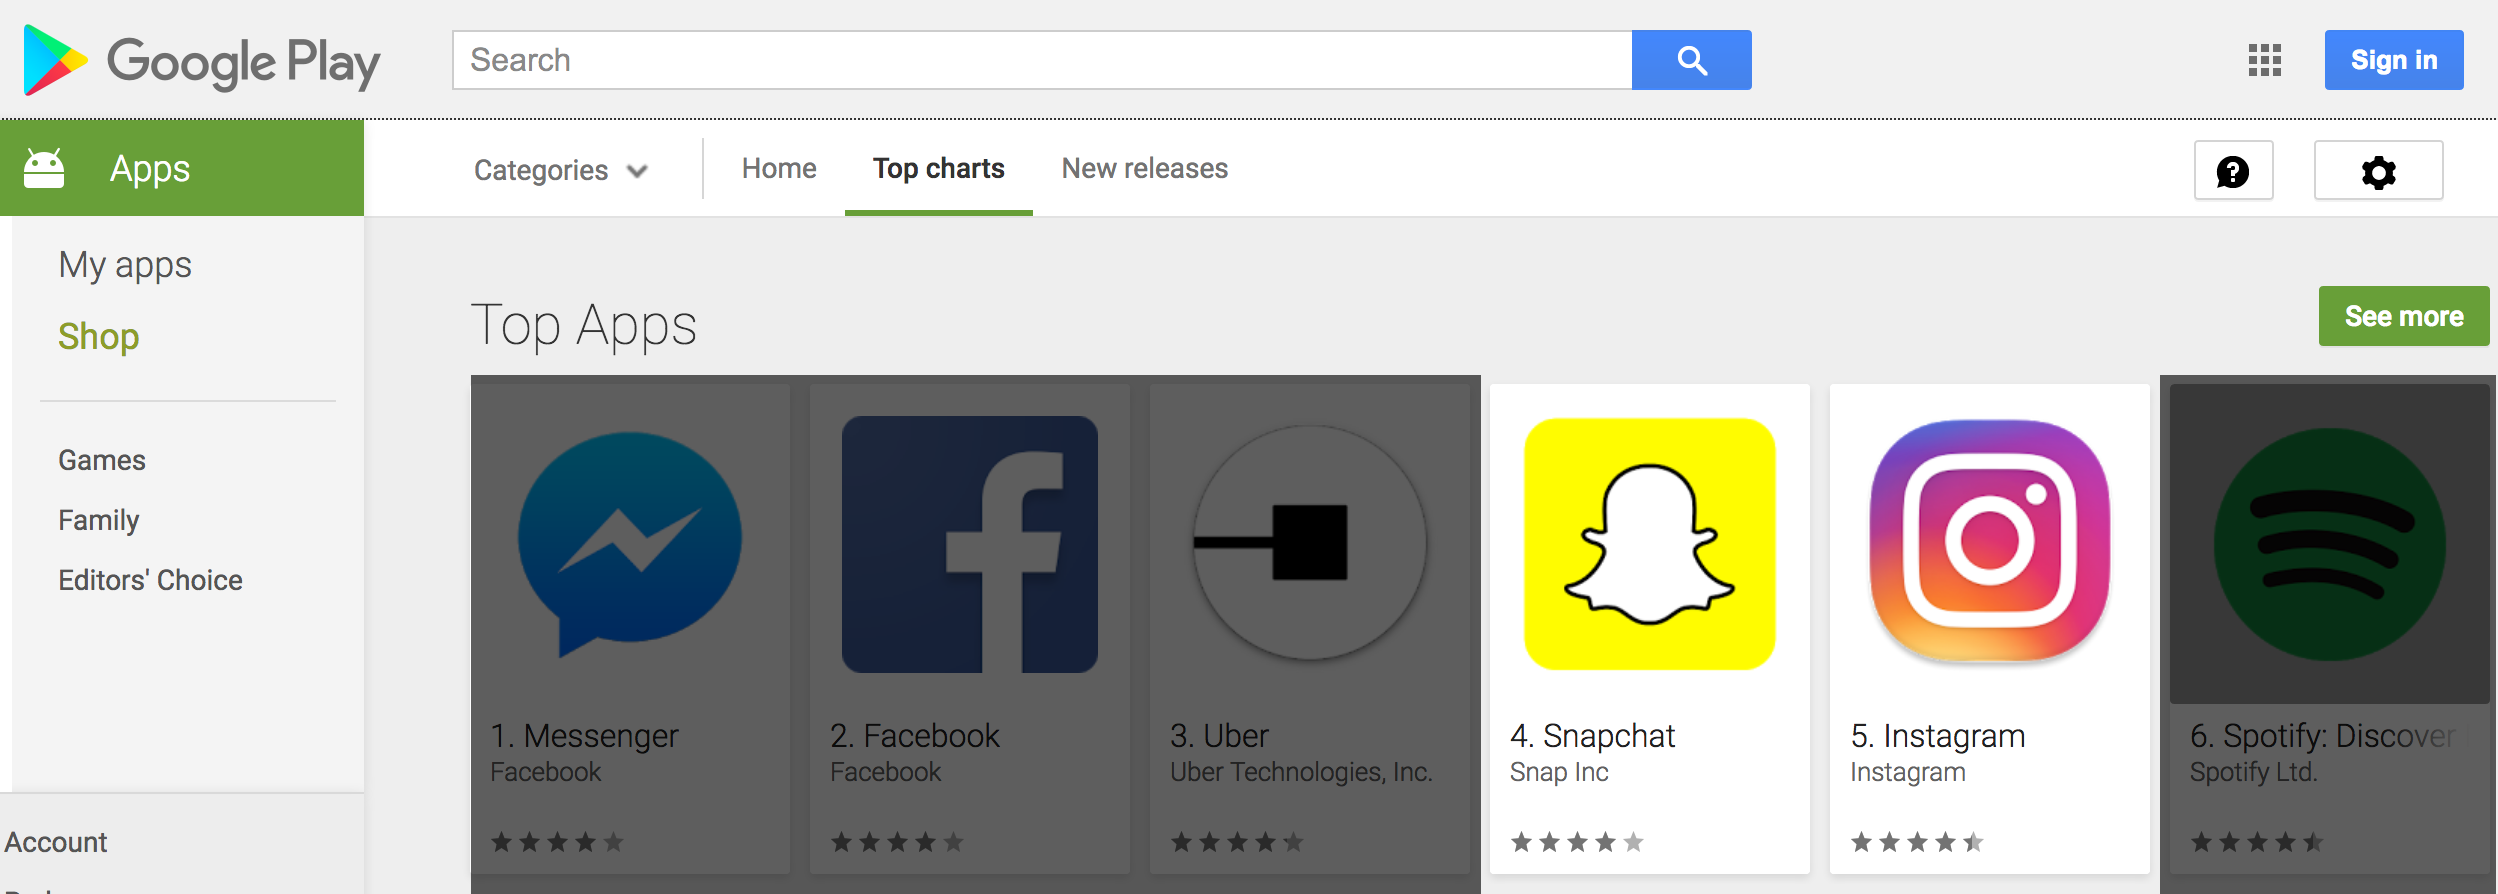 Google Play
Search
Sign in
Apps
Categories
Home
Top charts
New releases
My apps
Shop
Games
Family
Editors' Choice
Account
Top Apps
See more
1. Messenger
Facebook
2. Facebook
Facebook
3. Uber
Uber Technologies, Inc.
4. Snapchat
Snap Inc
5. Instagram
Instagram
6. Spotify: Discover
Spotify Ltd.